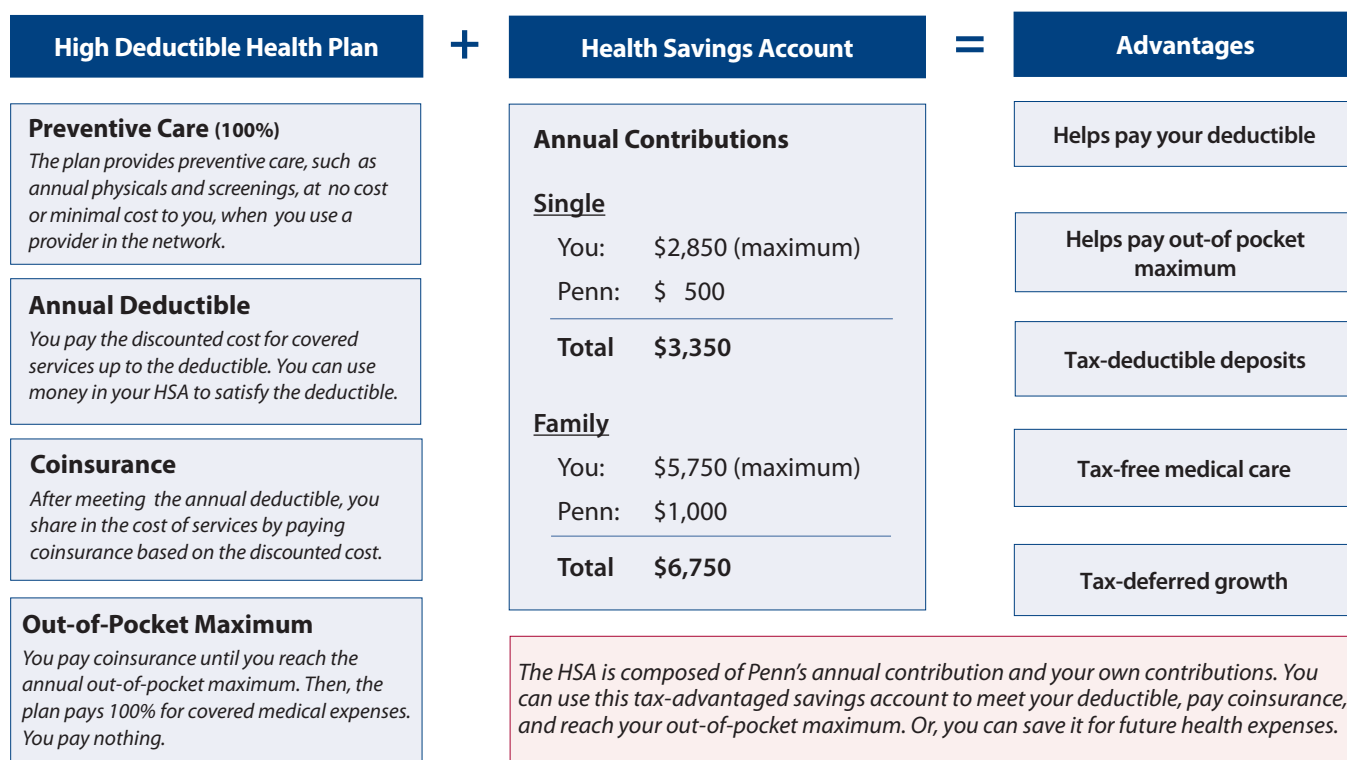 High Deductible Health Plan
+
Health Savings Account
=
Advantages
Preventive Care (100%)
The plan provides preventive care, such as
annual physicals and screenings, at no cost
or minimal cost to you, when you use a
provider in the network.
Annual Deductible
You pay the discounted cost for covered
services up to the deductible. You can use
money in your HSA to satisfy the deductible.
Coinsurance
After meeting the annual deductible, you
share in the cost of services by paying
coinsurance based on the discounted cost.
Out-of-Pocket Maximum
You pay coinsurance until you reach the
annual out-of-pocket maximum. Then, the
plan pays 100% for covered medical expenses.
You pay nothing.
Annual Contributions
Single
You: $2,850 (maximum)
Penn: $ 500
Total $3,350
Family
You: $5,750 (maximum)
Penn: $1,000
Total $6,750
Helps pay your deductible
Helps pay out-of pocket
maximum
Tax-deductible deposits
Tax-free medical care
Tax-deferred growth
The HSA is composed of Penn's annual contribution and your own contributions. You
can use this tax-advantaged savings account to meet your deductible, pay coinsurance,
and reach your out-of-pocket maximum. Or, you can save it for future health expenses.